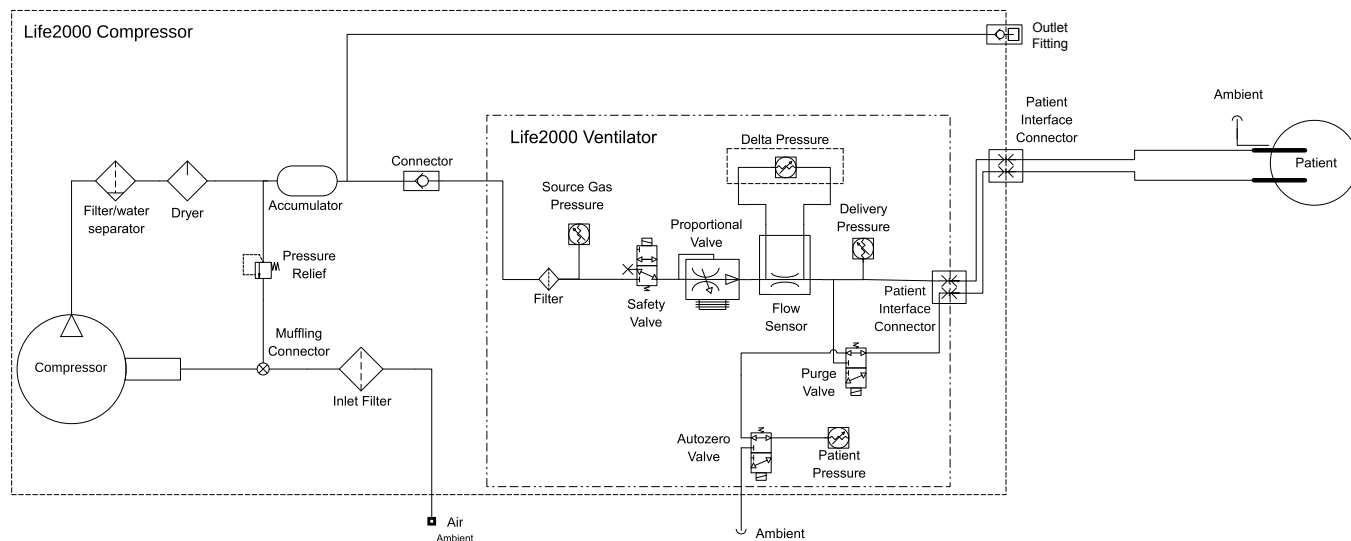 Life2000 Compressor
Outlet
Fitting
Patient
Interface
Connector
Ambient
Patient
Life2000 Ventilator
Delta Pressure
Connector
Source Gas
Pressure
Proportional
Valve
Delivery
Pressure
Filter/water
separator
Dryer
Accumulator
Pressure
Relief
Filter
Safety
Valve
Flow
Sensor
Patient
Interface
Connector
Muffling
Connector
Compressor
Inlet Filter
Purge
Valve
Autozero
Valve
Patient
Pressure
Air
Ambient
Ambient